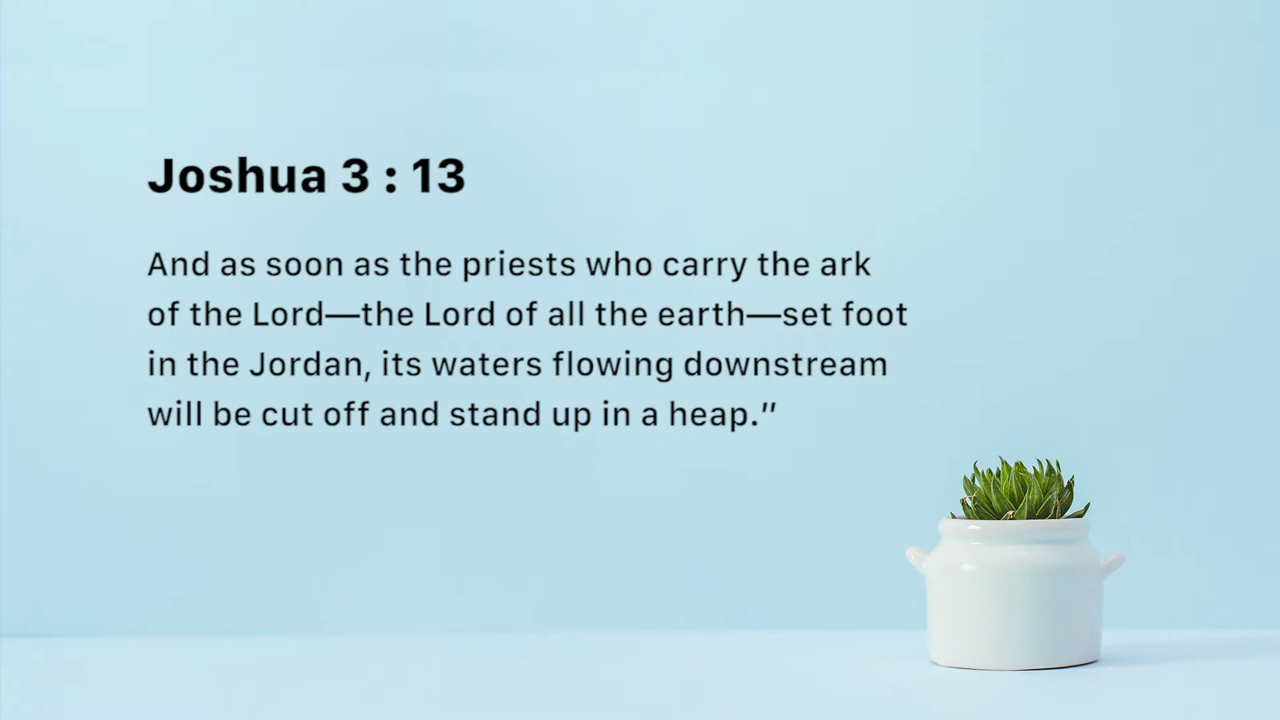 Joshua 3 : 13
And as soon as the priests who carry the ark
of the Lord—the Lord of all the earth—set foot
in the Jordan, its waters flowing downstream
will be cut off and stand up in a heap.”